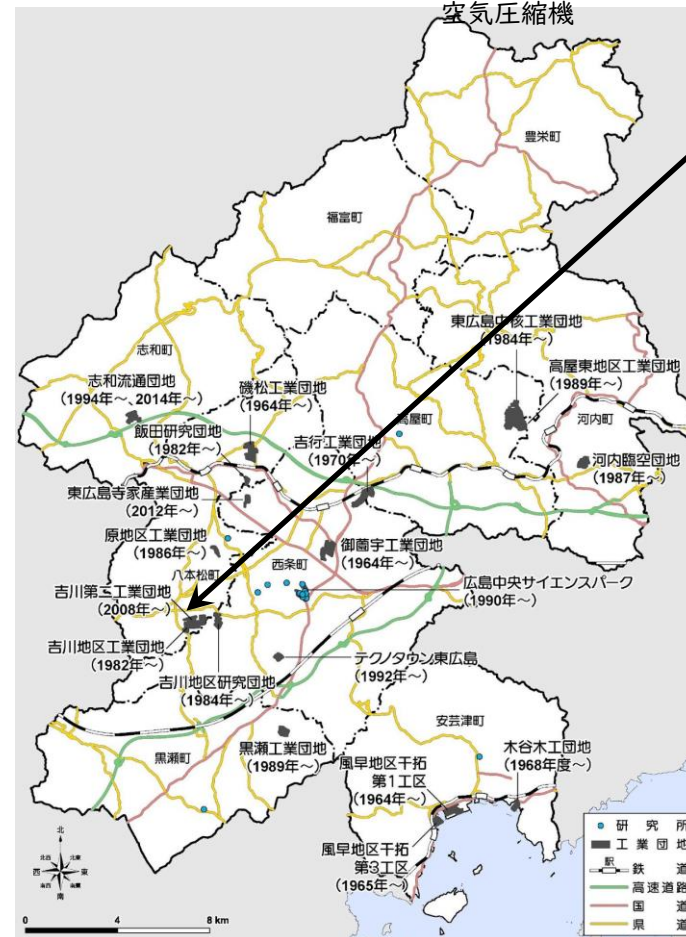 空気圧縮機
豊栄町
福富町
東広島中核工業団地
(1984年~)
志和町
高屋東地区工業団地
(1989年~)
志和流通団地
(1994年~、2014年~)
磯松工業団地
(1964年~)
高屋町
河内町
飯田研究団地
(1982年~)
吉行工業団地
(1970年~)
河内臨空団地
(1987年~)
東広島寺家産業団地
(2012年~)
原地区工業団地
(1986年~)
西条町
御薗宇工業団地
(1964年~)
八本松町
吉川第二工業団地
(2008年~)
広島中央サイエンスパーク
(1990年~)
吉川地区工業団地
(1982年~)
テクノタウン東広島
(1992年~)
吉川地区研究団地
(1984年~)
安芸津町
黒瀬町
黒瀬工業団地
(1989年~)
風早地区干拓
第1工区
(1964年~)
木谷木工団地
(1968年度~)
風早地区干拓
第3工区
(1965年~)
研究所
工業団地
駅
鉄道
高速道路
国道
県道
北
北西 北東
西 東
南西 南東
南
0 4 8 km